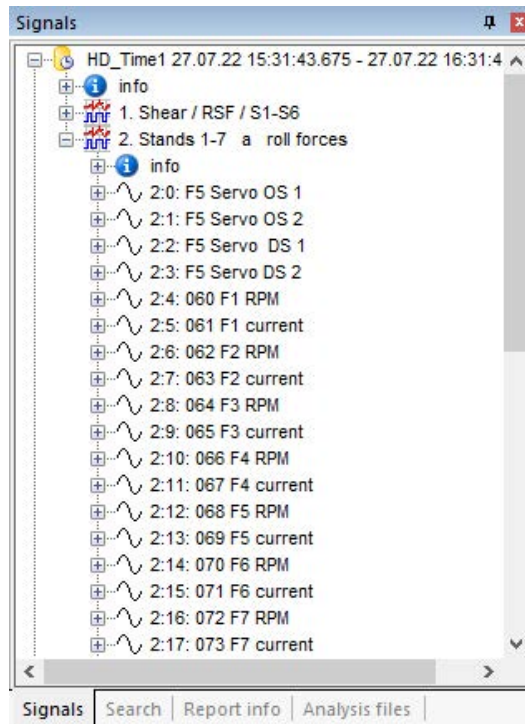 Signals
HD_Time1 27.07.22 15:31:43.675 - 27.07.22 16:31:4
info
1. Shear / RSF / S1-S6
2. Stands 1-7 a roll forces
info
2:0: F5 Servo OS 1
2:1: F5 Servo OS 2
2:2: F5 Servo DS 1
2:3: F5 Servo DS 2
2:4: 060 F1 RPM
2:5: 061 F1 current
2:6: 062 F2 RPM
2:7: 063 F2 current
2:8: 064 F3 RPM
2:9: 065 F3 current
2:10: 066 F4 RPM
2:11: 067 F4 current
2:12: 068 F5 RPM
2:13: 069 F5 current
2:14: 070 F6 RPM
2:15: 071 F6 current
2:16: 072 F7 RPM
2:17: 073 F7 current
Signals Search Report info Analysis files